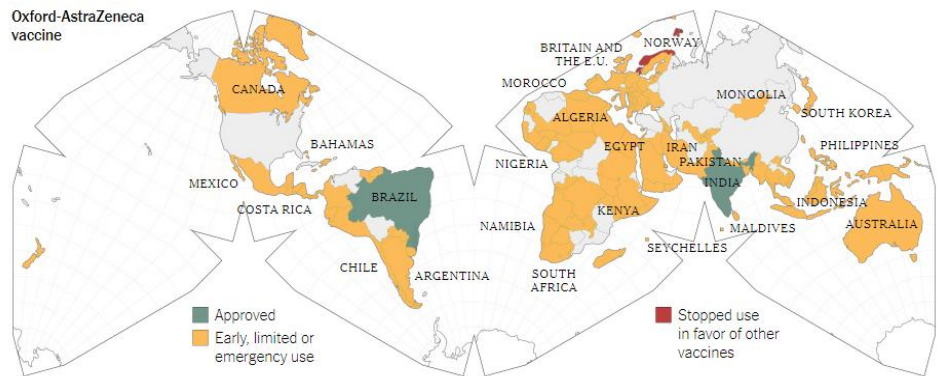 Oxford-AstraZeneca
vaccine
CANADA
BAHAMAS
MEXICO
COSTA RICA
BRAZIL
CHILE
ARGENTINA
NORWAY
BRITAIN AND
THE E.U.
MOROCCO
ALGERIA
EGYPT
NIGERIA
NAMIBIA
KENYA
SOUTH
AFRICA
SEYCHELLES
MONGOLIA
SOUTH KOREA
IRAN
PAKISTAN
PHILIPPINES
INDIA
INDONESIA
MALDIVES
AUSTRALIA
Approved
Early, limited or
emergency use
Stopped use
in favor of other
vaccines